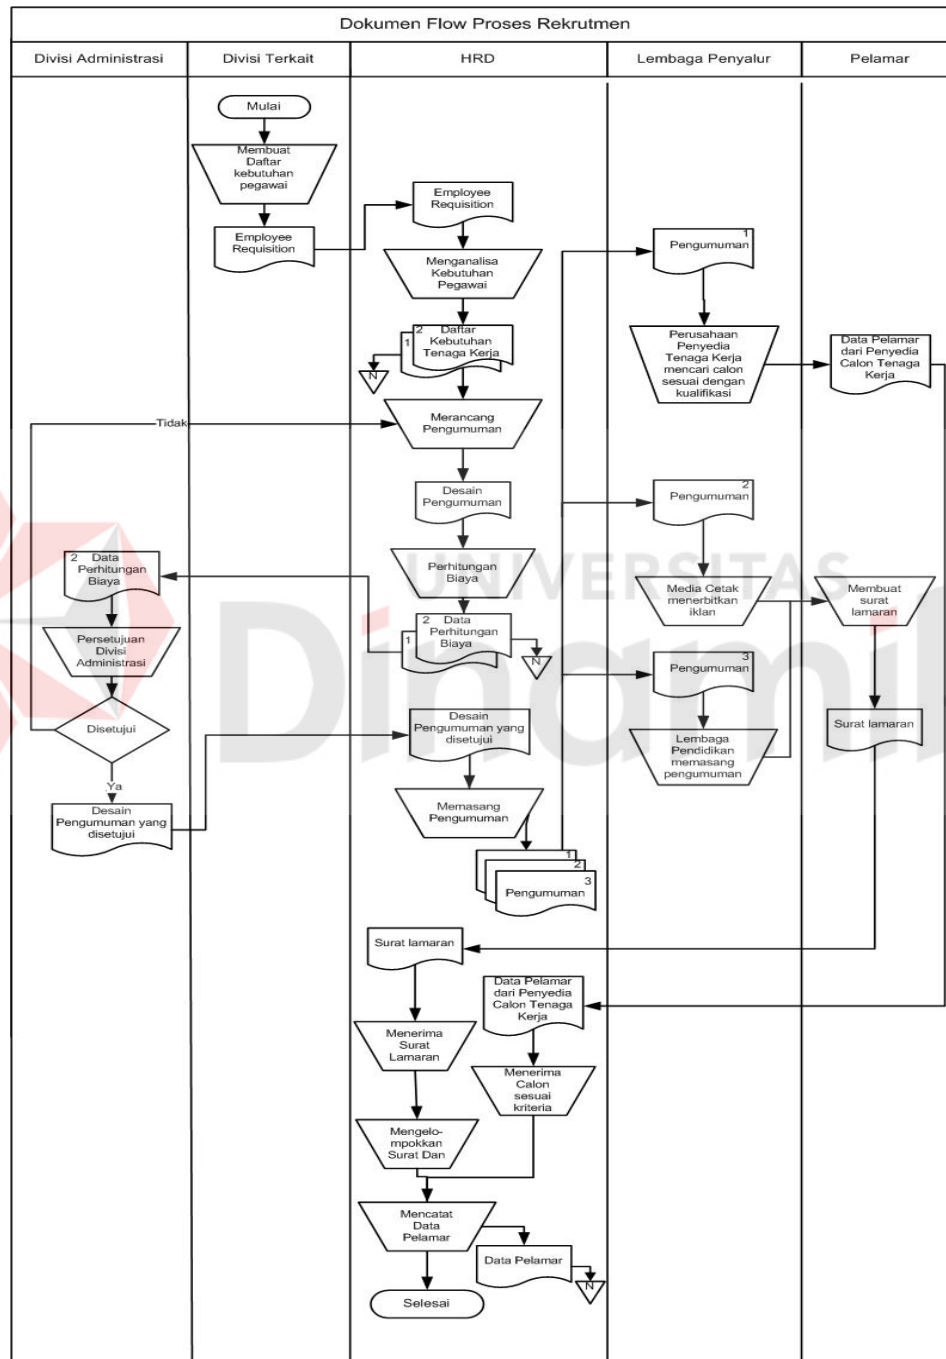 Dokumen Flow Proses Rekrutmen
Divisi Administrasi
Divisi Terkait
HRD
Lembaga Penyalur
Pelamar
Mulai
Membuat
Daftar
kebutuhan
pegawai
Employee
Requisition
Employee
Requisition
Menganalisa
Kebutuhan
Pegawai
2 Daftar
1 Kebutuhan
Tenaga Kerja
N
Merancang
Pengumuman
Tidak
Desain
Pengumuman
Perhitungan
Biaya
2 Data
1 Perhitungan
Biaya
N
2 Data
Perhitungan
Biaya
Persetujuan
Divisi
Administrasi
Disetujui
Ya
Desain
Pengumuman yang
disetujui
Desain
Pengumuman yang
disetujui
Memasang
Pengumuman
1
2
3
Pengumuman
1
Pengumuman
Perusahaan
Penyedia
Tenaga Kerja
mencari calon
sesuai dengan
kualifikasi
Data Pelamar
dari Penyedia
Calon Tenaga
Kerja
2
Pengumuman
Media Cetak
menerbitkan
iklan
3
Pengumuman
Lembaga
Pendidikan
memasang
pengumuman
Membuat
surat
lamaran
Surat lamaran
Surat lamaran
Menerima
Surat
Lamaran
Mengelo-
mpokkan
Surat Dan
Data Pelamar
dari Penyedia
Calon Tenaga
Kerja
Menerima
Calon
sesuai
kriteria
Mencatat
Data
Pelamar
Data Pelamar
N
Selesai
UNIVERSITAS
Dinami